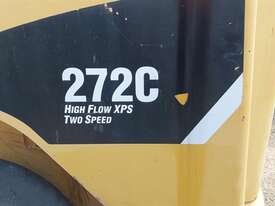 272C
HIGH FLOW XPS
TWO SPEED